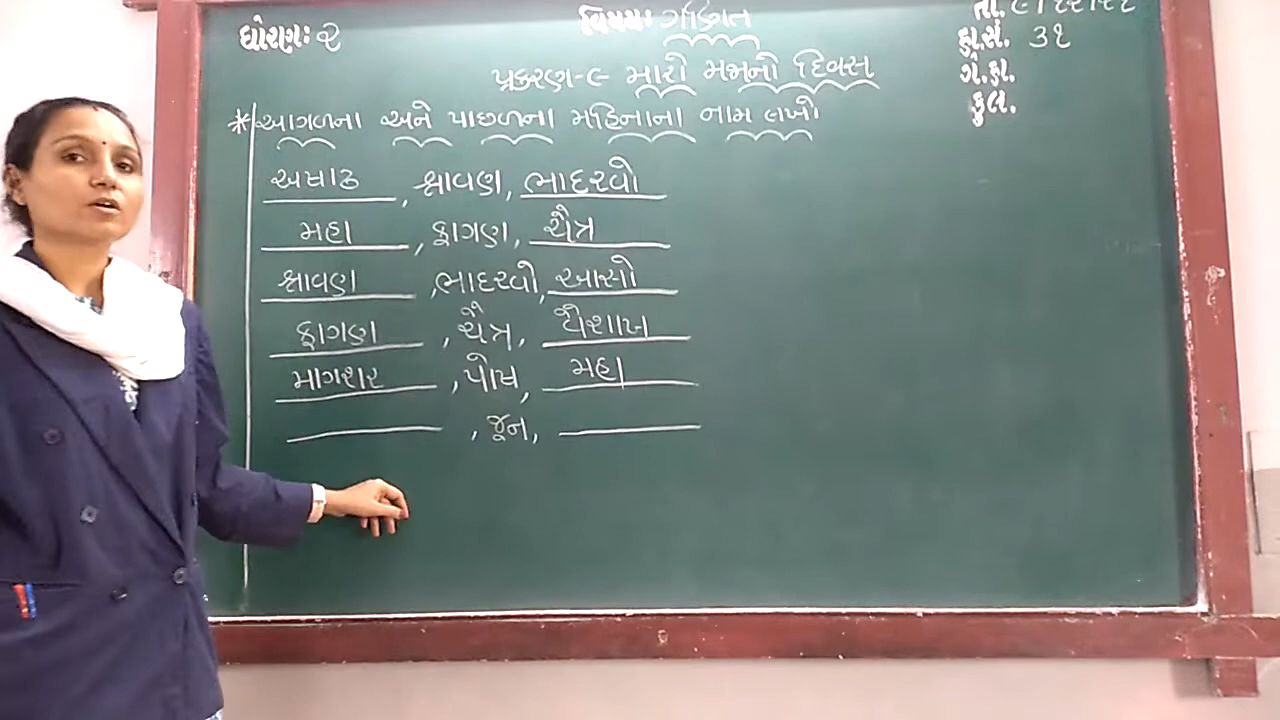 ધોરણઃ ૨
વિષયઃ ગણિત
તા. ૯
હા.સં. ૩૧
ગે.હા.
કુલ.
પ્રકરણ-૯ મારો મજાનો દિવસ
* આગળના અને પાછળના મહિનાના નામ લખો
અષાઢ , શ્રાવણ, ભાદરવો
મહા , ફાગણ, ચૈત્ર
શ્રાવણ , ભાદરવો, આસો
ફાગણ , ચૈત્ર, વૈશાખ
માગશર , પોષ, મહા
, જૂન,